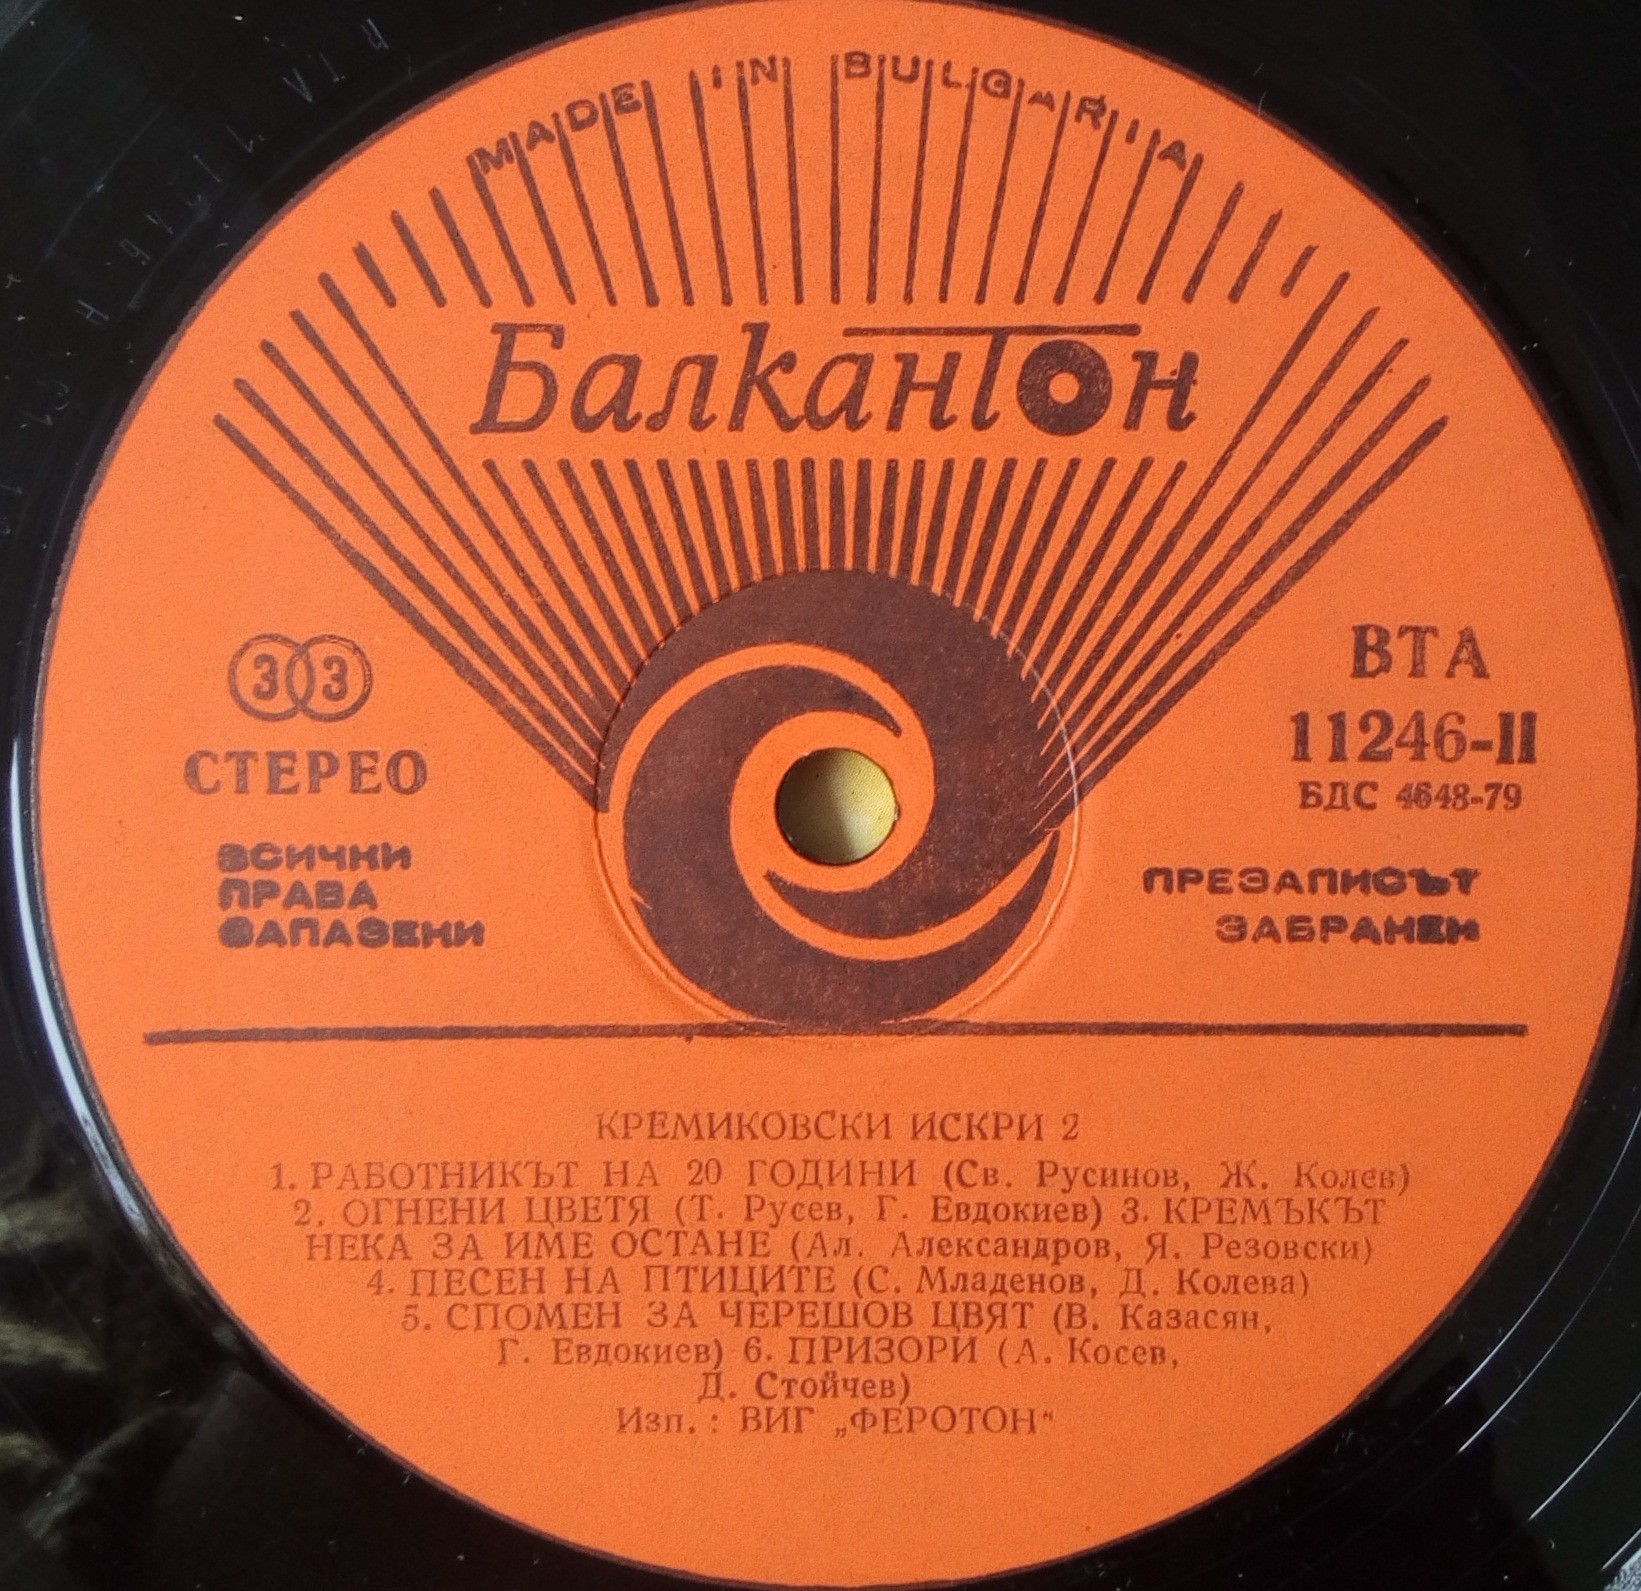 MADE IN BULGARIA
Балкантон
33
СТЕРЕО
ВСИЧКИ
ПРАВА
ЗАПАЗЕНИ
ВТА
11246-II
БДС 4648-79
ПРЕЗАПИСЪТ
ЗАБРАНЕН
КРЕМИКОВСКИ ИСКРИ 2
1. РАБОТНИКЪТ НА 20 ГОДИНИ (Св. Русинов, Ж. Колев)
2. ОГНЕНИ ЦВЕТЯ (Т. Русев, Г. Евдокиев) 3. КРЕМЪКЪТ
НЕКА ЗА ИМЕ ОСТАНЕ (Ал. Александров, Я. Резовски)
4. ПЕСЕН НА ПТИЦИТЕ (С. Младенов, Д. Колева)
5. СПОМЕН ЗА ЧЕРЕШОВ ЦВЯТ (В. Казасян,
Г. Евдокиев) 6. ПРИЗОРИ (А. Косев,
Д. Стойчев)
Изп. : ВИГ „ФЕРОТОН"